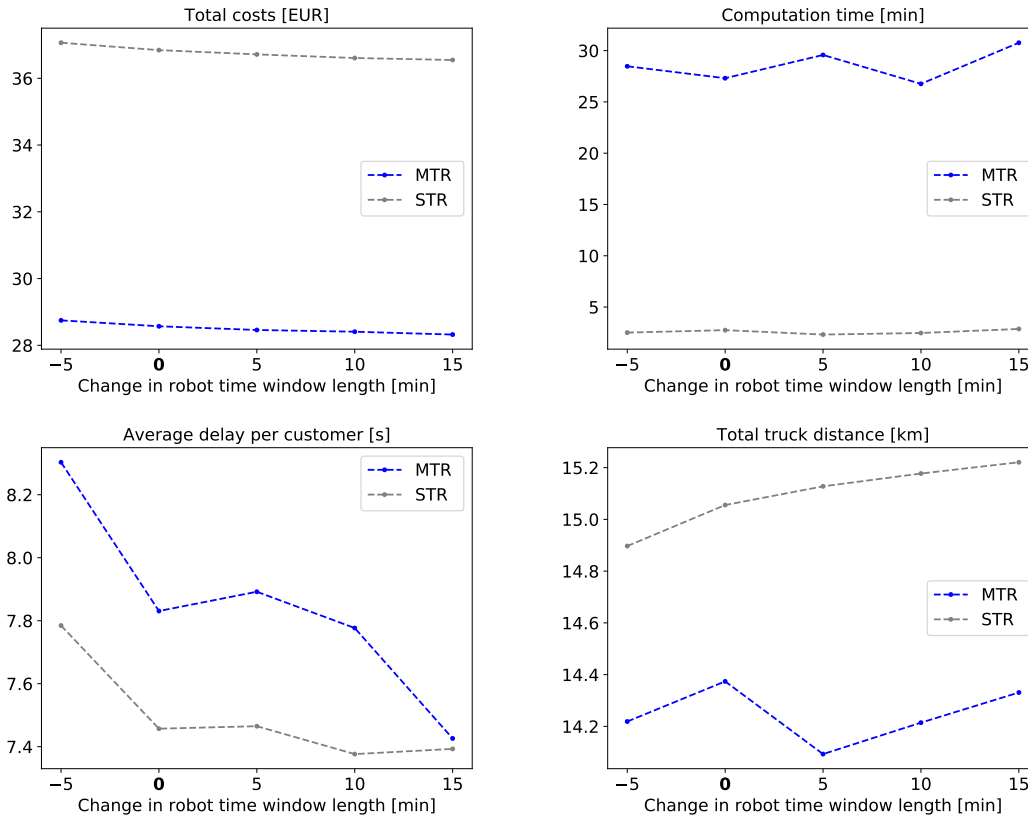 Total costs [EUR]
36
34
32
30
28
MTR
STR
−5 0 5 10 15
Change in robot time window length [min]
Computation time [min]
30
25
20
15
10
5
MTR
STR
−5 0 5 10 15
Change in robot time window length [min]
Average delay per customer [s]
8.2
8.0
7.8
7.6
7.4
MTR
STR
−5 0 5 10 15
Change in robot time window length [min]
Total truck distance [km]
15.2
15.0
14.8
14.6
14.4
14.2
MTR
STR
−5 0 5 10 15
Change in robot time window length [min]